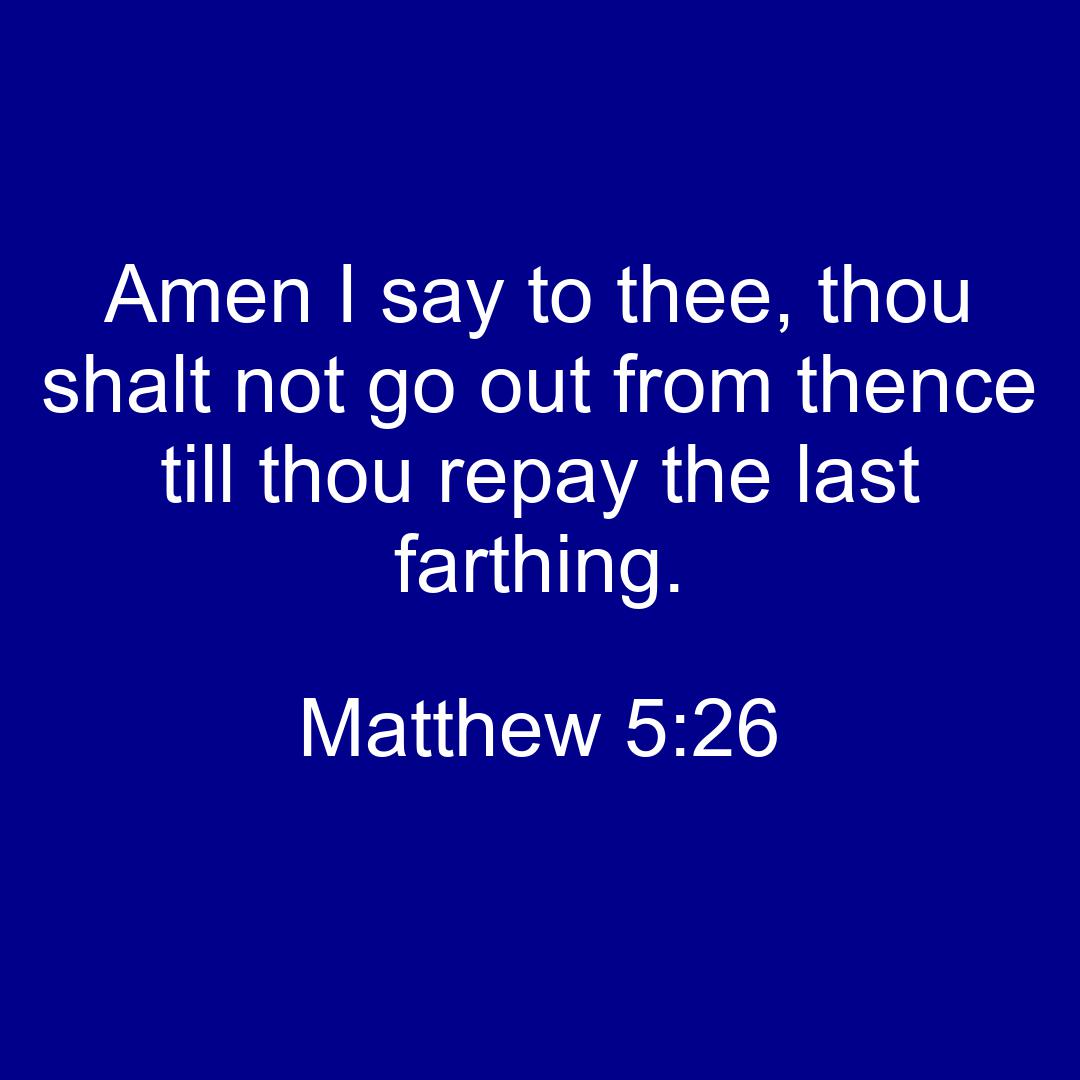 Amen I say to thee, thou
shalt not go out from thence
till thou repay the last
farthing.
Matthew 5:26